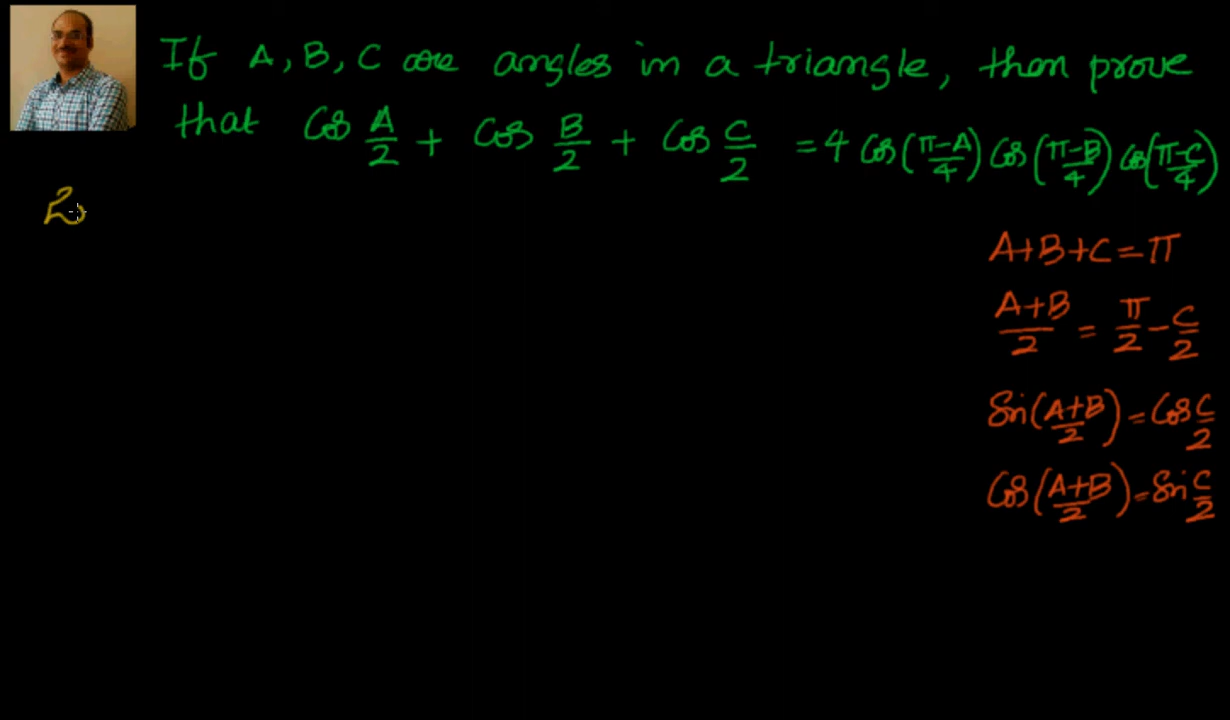 If A, B, C are angles in a triangle, then prove
that Cos A/2 + Cos B/2 + Cos C/2 = 4 Cos(π-A/4) Cos(π-B/4) Cos(π-C/4)
A+B+C=π
A+B/2 = π/2 - C/2
Sin(A+B/2) = Cos C/2
Cos(A+B/2) = Sin C/2